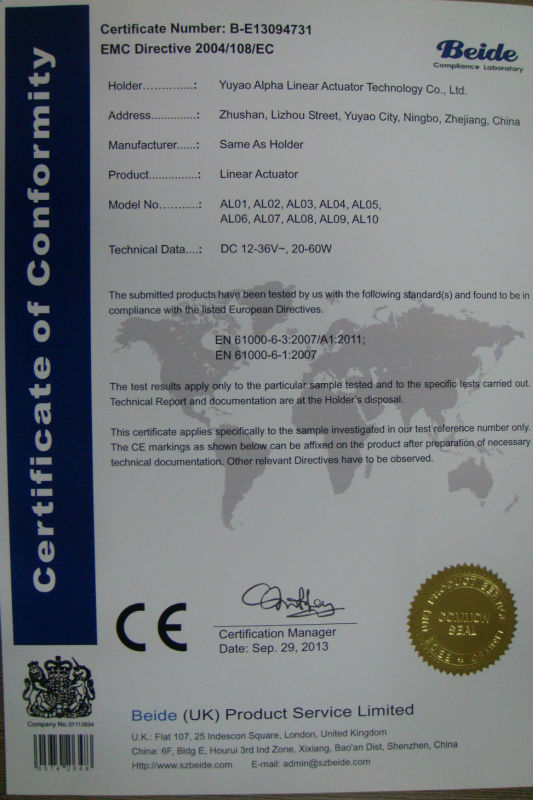 Certificate of Conformity
Certificate Number: B-E13094731
EMC Directive 2004/108/EC
Beide
Compliance Laboratory
Holder..............: Yuyao Alpha Linear Actuator Technology Co., Ltd.
Address..............: Zhushan, Lizhou Street, Yuyao City, Ningbo, Zhejiang, China
Manufacturer......: Same As Holder
Product...............: Linear Actuator
Model No...........: AL01, AL02, AL03, AL04, AL05,
AL06, AL07, AL08, AL09, AL10
Technical Data....: DC 12-36V~, 20-60W
The submitted products have been tested by us with the following standard(s) and found to be in
compliance with the listed European Directives.
EN 61000-6-3:2007/A1:2011;
EN 61000-6-1:2007
The test results apply only to the particular sample tested and to the specific tests carried out.
Technical Report and documentation are at the Holder's disposal.
This certificate applies specifically to the sample investigated in our test reference number only.
The CE markings as shown below can be affixed on the product after preparation of necessary
technical documentation. Other relevant Directives have to be observed.
CE
Certification Manager
Date: Sep. 29, 2013
COMMON
SEAL
Company No.07113834
Beide (UK) Product Service Limited
U.K.: Flat 107, 25 Indescon Square, London, United Kingdom
China: 6F, Bldg E, Hourui 3rd Ind Zone, Xixiang, Bao'an Dist, Shenzhen, China
Http://www.szbeide.com E-mail: admin@szbeide.com